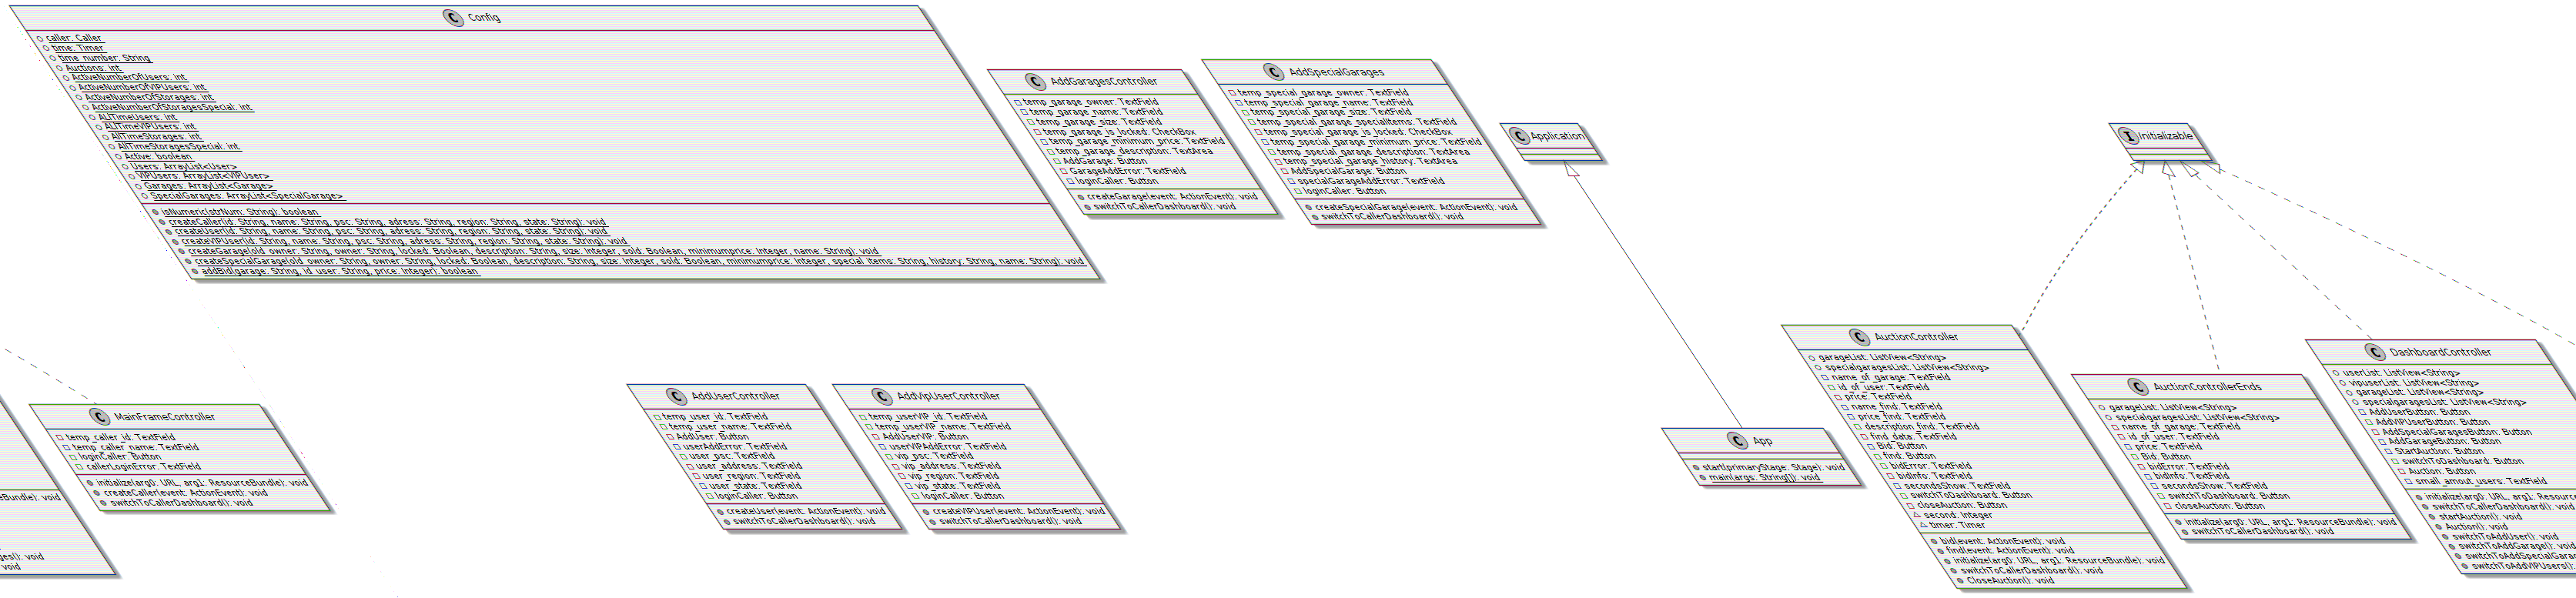 C Config
caller: Caller
time: Timer
time_number: String
Auctions: int
ActiveNumberOfUsers: int
ActiveNumberOfVIPUsers: int
ActiveNumberOfStorages: int
ActiveNumberOfStoragesSpecial: int
ALlTimeUsers: int
ALlTimeVIPUsers: int
AllTimeStorages: int
AllTimeStoragesSpecial: int
Active: boolean
Users: ArrayList<User>
VIPUsers: ArrayList<VIPUser>
Garages: ArrayList<Garage>
SpecialGarages: ArrayList<SpecialGarage>
isNumeric(strNum: String): boolean
createCaller(id: String, name: String, psc: String, adress: String, region: String, state: String): void
createUser(id: String, name: String, psc: String, adress: String, region: String, state: String): void
createVIPUser(id: String, name: String, psc: String, adress: String, region: String, state: String): void
createGarage(old_owner: String, owner: String, locked: Boolean, description: String, size: Integer, sold: Boolean, minimumprice: Integer, name: String): void
createSpecialGarage(old_owner: String, owner: String, locked: Boolean, description: String, size: Integer, sold: Boolean, minimumprice: Integer, special_items: String, history: String, name: String): void
addBid(garage: String, id_user: String, price: Integer): boolean
C AddGaragesController
temp_garage_owner: TextField
temp_garage_name: TextField
temp_garage_size: TextField
temp_garage_is_locked: CheckBox
temp_garage_minimum_price: TextField
temp_garage_description: TextArea
AddGarage: Button
GarageAddError: TextField
loginCaller: Button
createGarage(event: ActionEvent): void
switchToCallerDashboard(): void
C AddSpecialGarages
temp_special_garage_owner: TextField
temp_special_garage_name: TextField
temp_special_garage_size: TextField
temp_special_garage_specialitems: TextField
temp_special_garage_is_locked: CheckBox
temp_special_garage_minimum_price: TextField
temp_special_garage_description: TextArea
temp_special_garage_history: TextArea
AddSpecialGarage: Button
specialGarageAddError: TextField
loginCaller: Button
createSpecialGarage(event: ActionEvent): void
switchToCallerDashboard(): void
C Application
I Initializable
eBundle): void
ges(): void
void
C MainFrameController
temp_caller_id: TextField
temp_caller_name: TextField
loginCaller: Button
callerLoginError: TextField
initialize(arg0: URL, arg1: ResourceBundle): void
createCaller(event: ActionEvent): void
switchToCallerDashboard(): void
C AddUserController
temp_user_id: TextField
temp_user_name: TextField
AddUser: Button
userAddError: TextField
user_psc: TextField
user_address: TextField
user_region: TextField
user_state: TextField
loginCaller: Button
createUser(event: ActionEvent): void
switchToCallerDashboard(): void
C AddVipUserController
temp_userVIP_id: TextField
temp_userVIP_name: TextField
AddUserVIP: Button
userVIPAddError: TextField
vip_psc: TextField
vip_address: TextField
vip_region: TextField
vip_state: TextField
loginCaller: Button
createVIPUser(event: ActionEvent): void
switchToCallerDashboard(): void
C App
start(primaryStage: Stage): void
main(args: String[]): void
C AuctionController
garageList: ListView<String>
specialgaragesList: ListView<String>
name_of_garage: TextField
id_of_user: TextField
price: TextField
name_find: TextField
price_find: TextField
description_find: TextField
find_data: TextField
Bid: Button
find: Button
bidError: TextField
bidInfo: TextField
secondsShow: TextField
switchToDashboard: Button
closeAuction: Button
second: Integer
timer: Timer
bid(event: ActionEvent): void
find(event: ActionEvent): void
initialize(arg0: URL, arg1: ResourceBundle): void
switchToCallerDashboard(): void
CloseAuction(): void
C AuctionControllerEnds
garageList: ListView<String>
specialgaragesList: ListView<String>
name_of_garage: TextField
id_of_user: TextField
price: TextField
Bid: Button
bidError: TextField
bidInfo: TextField
secondsShow: TextField
switchToDashboard: Button
closeAuction: Button
initialize(arg0: URL, arg1: ResourceBundle): void
switchToCallerDashboard(): void
C DashboardController
userList: ListView<String>
vipuserList: ListView<String>
garageList: ListView<String>
specialgaragesList: ListView<String>
AddUserButton: Button
AddVIPUserButton: Button
AddSpecialGaragesButton: Button
AddGarageButton: Button
StartAuction: Button
switchToDashboard: Button
Auction: Button
small_amout_users: TextField
initialize(arg0: URL, arg1: Resource
switchToCallerDashboard(): void
startAuction(): void
Auction(): void
switchToAddUser(): void
switchToAddGarage(): void
switchToAddSpecialGarag
switchToAddVIPUsers():